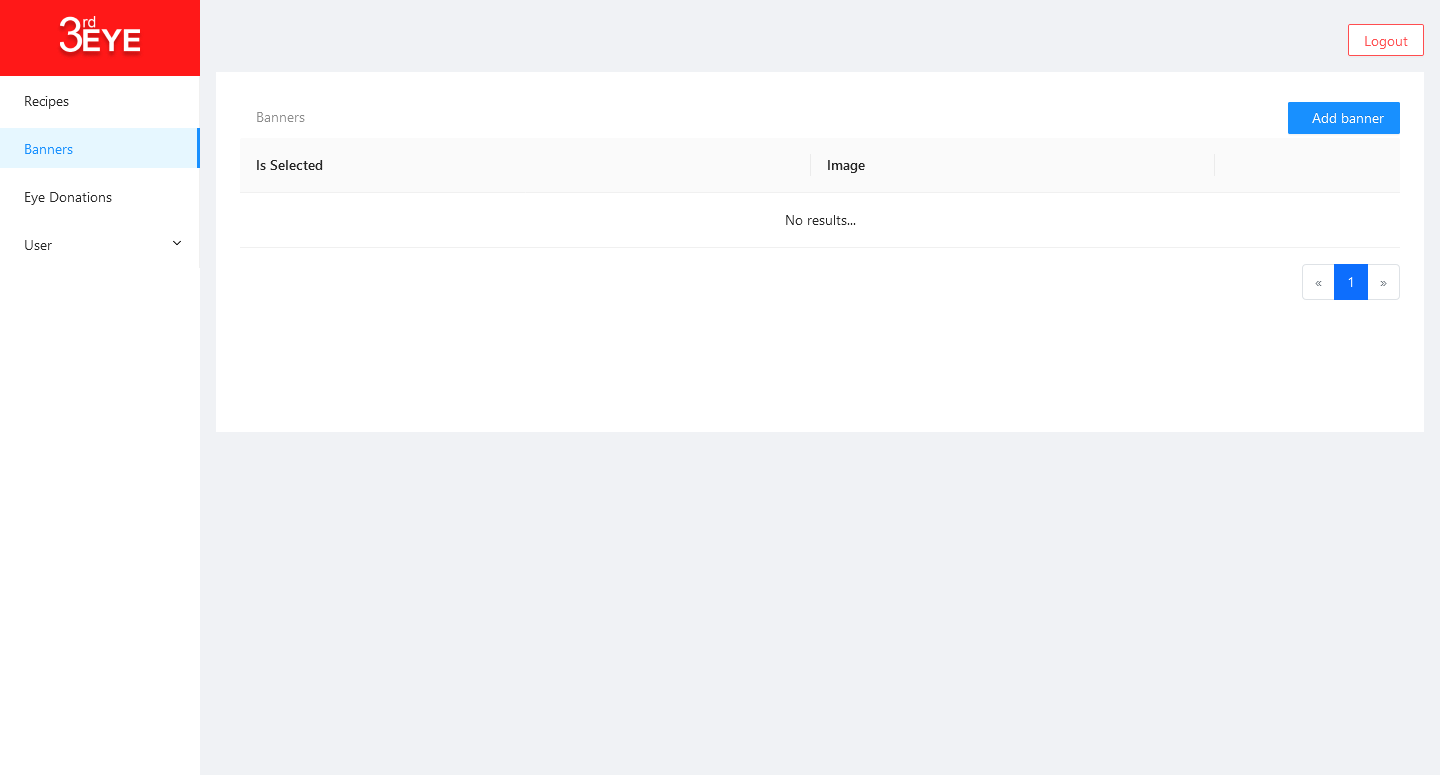 3rd EYE
Logout
Recipes
Banners
Eye Donations
User
Banners
Add banner
Is Selected Image
No results...
« 1 »